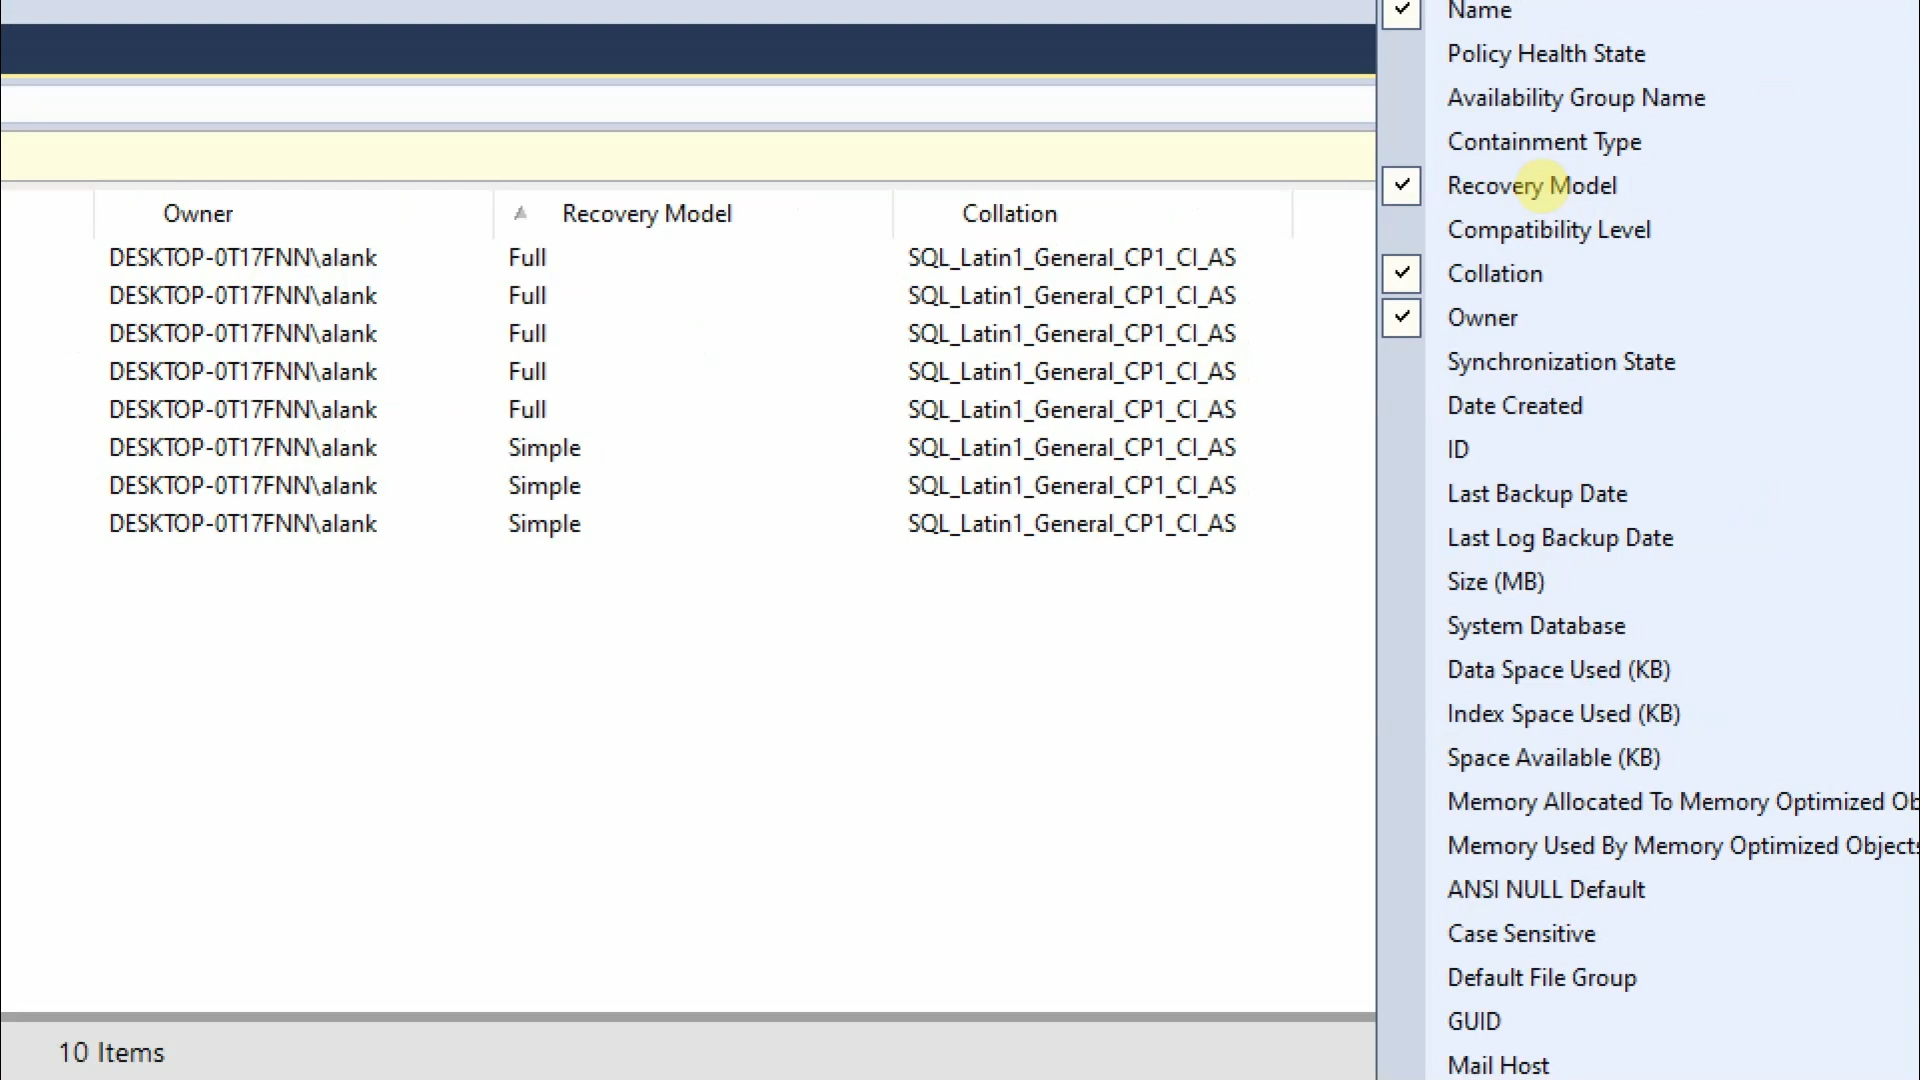 Owner Recovery Model Collation
DESKTOP-0T17FNN\alank Full SQL_Latin1_General_CP1_CI_AS
DESKTOP-0T17FNN\alank Full SQL_Latin1_General_CP1_CI_AS
DESKTOP-0T17FNN\alank Full SQL_Latin1_General_CP1_CI_AS
DESKTOP-0T17FNN\alank Full SQL_Latin1_General_CP1_CI_AS
DESKTOP-0T17FNN\alank Full SQL_Latin1_General_CP1_CI_AS
DESKTOP-0T17FNN\alank Simple SQL_Latin1_General_CP1_CI_AS
DESKTOP-0T17FNN\alank Simple SQL_Latin1_General_CP1_CI_AS
DESKTOP-0T17FNN\alank Simple SQL_Latin1_General_CP1_CI_AS
10 Items
Name
Policy Health State
Availability Group Name
Containment Type
Recovery Model
Compatibility Level
Collation
Owner
Synchronization State
Date Created
ID
Last Backup Date
Last Log Backup Date
Size (MB)
System Database
Data Space Used (KB)
Index Space Used (KB)
Space Available (KB)
Memory Allocated To Memory Optimized Ob
Memory Used By Memory Optimized Objects
ANSI NULL Default
Case Sensitive
Default File Group
GUID
Mail Host